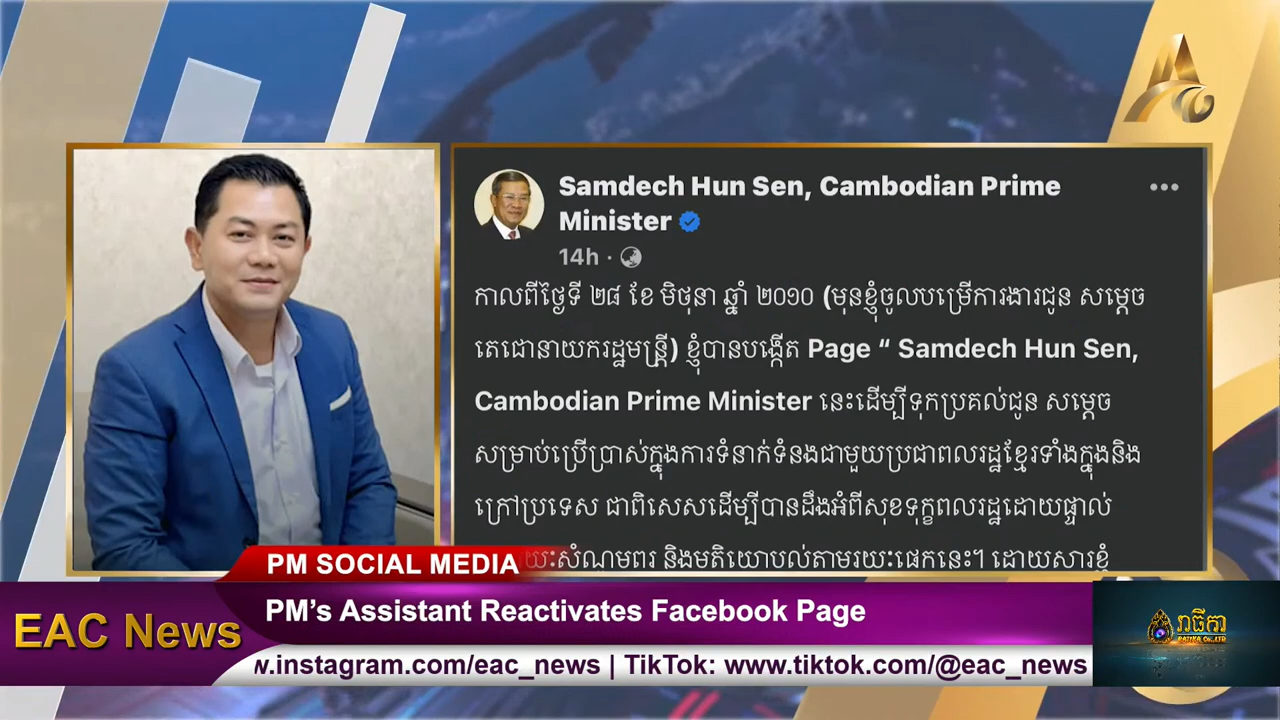 Samdech Hun Sen, Cambodian Prime
Minister
14h ·
កាលពីថ្ងៃទី ២៨ ខែ មិថុនា ឆ្នាំ ២០១០ (មុនខ្ញុំចូលបម្រើការងារជូន សម្តេច
តេជោនាយករដ្ឋមន្ត្រី) ខ្ញុំបានបង្កើត Page “ Samdech Hun Sen,
Cambodian Prime Minister នេះដើម្បីទុកប្រគល់ជូន សម្តេច
សម្រាប់ប្រើប្រាស់ក្នុងការទំនាក់ទំនងជាមួយប្រជាពលរដ្ឋខ្មែរទាំងក្នុងនិង
ក្រៅប្រទេស ជាពិសេសដើម្បីបានដឹងអំពីសុខទុក្ខពលរដ្ឋដោយផ្ទាល់
សំណូមពរ និងមតិយោបល់តាមរយៈផេកនេះ។ ដោយសារខ្ញុំ
PM SOCIAL MEDIA
PM’s Assistant Reactivates Facebook Page
EAC News
w.instagram.com/eac_news | TikTok: www.tiktok.com/@eac_news
រាធីកា
RATIKA CO.,LTD